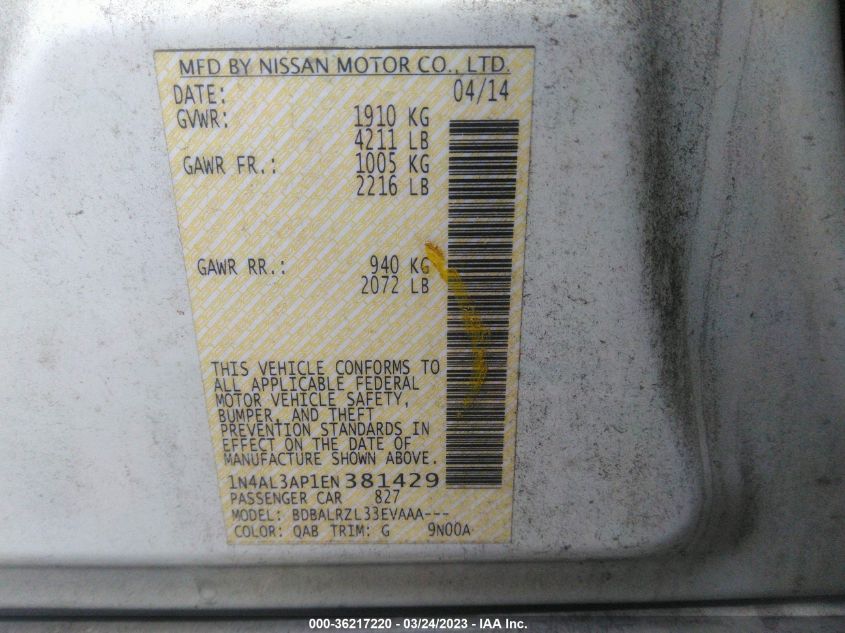 MFD BY NISSAN MOTOR CO., LTD.
DATE: 04/14
GVWR: 1910 KG
4211 LB
GAWR FR.: 1005 KG
2216 LB
GAWR RR.: 940 KG
2072 LB
THIS VEHICLE CONFORMS TO
ALL APPLICABLE FEDERAL
MOTOR VEHICLE SAFETY,
BUMPER, AND THEFT
PREVENTION STANDARDS IN
EFFECT ON THE DATE OF
MANUFACTURE SHOWN ABOVE.
1N4AL3AP1EN381429
PASSENGER CAR 827
MODEL: BDBALRZL33EVAAA---
COLOR: QAB TRIM: G 9N00A
000-36217220 - 03/24/2023 - IAA Inc.